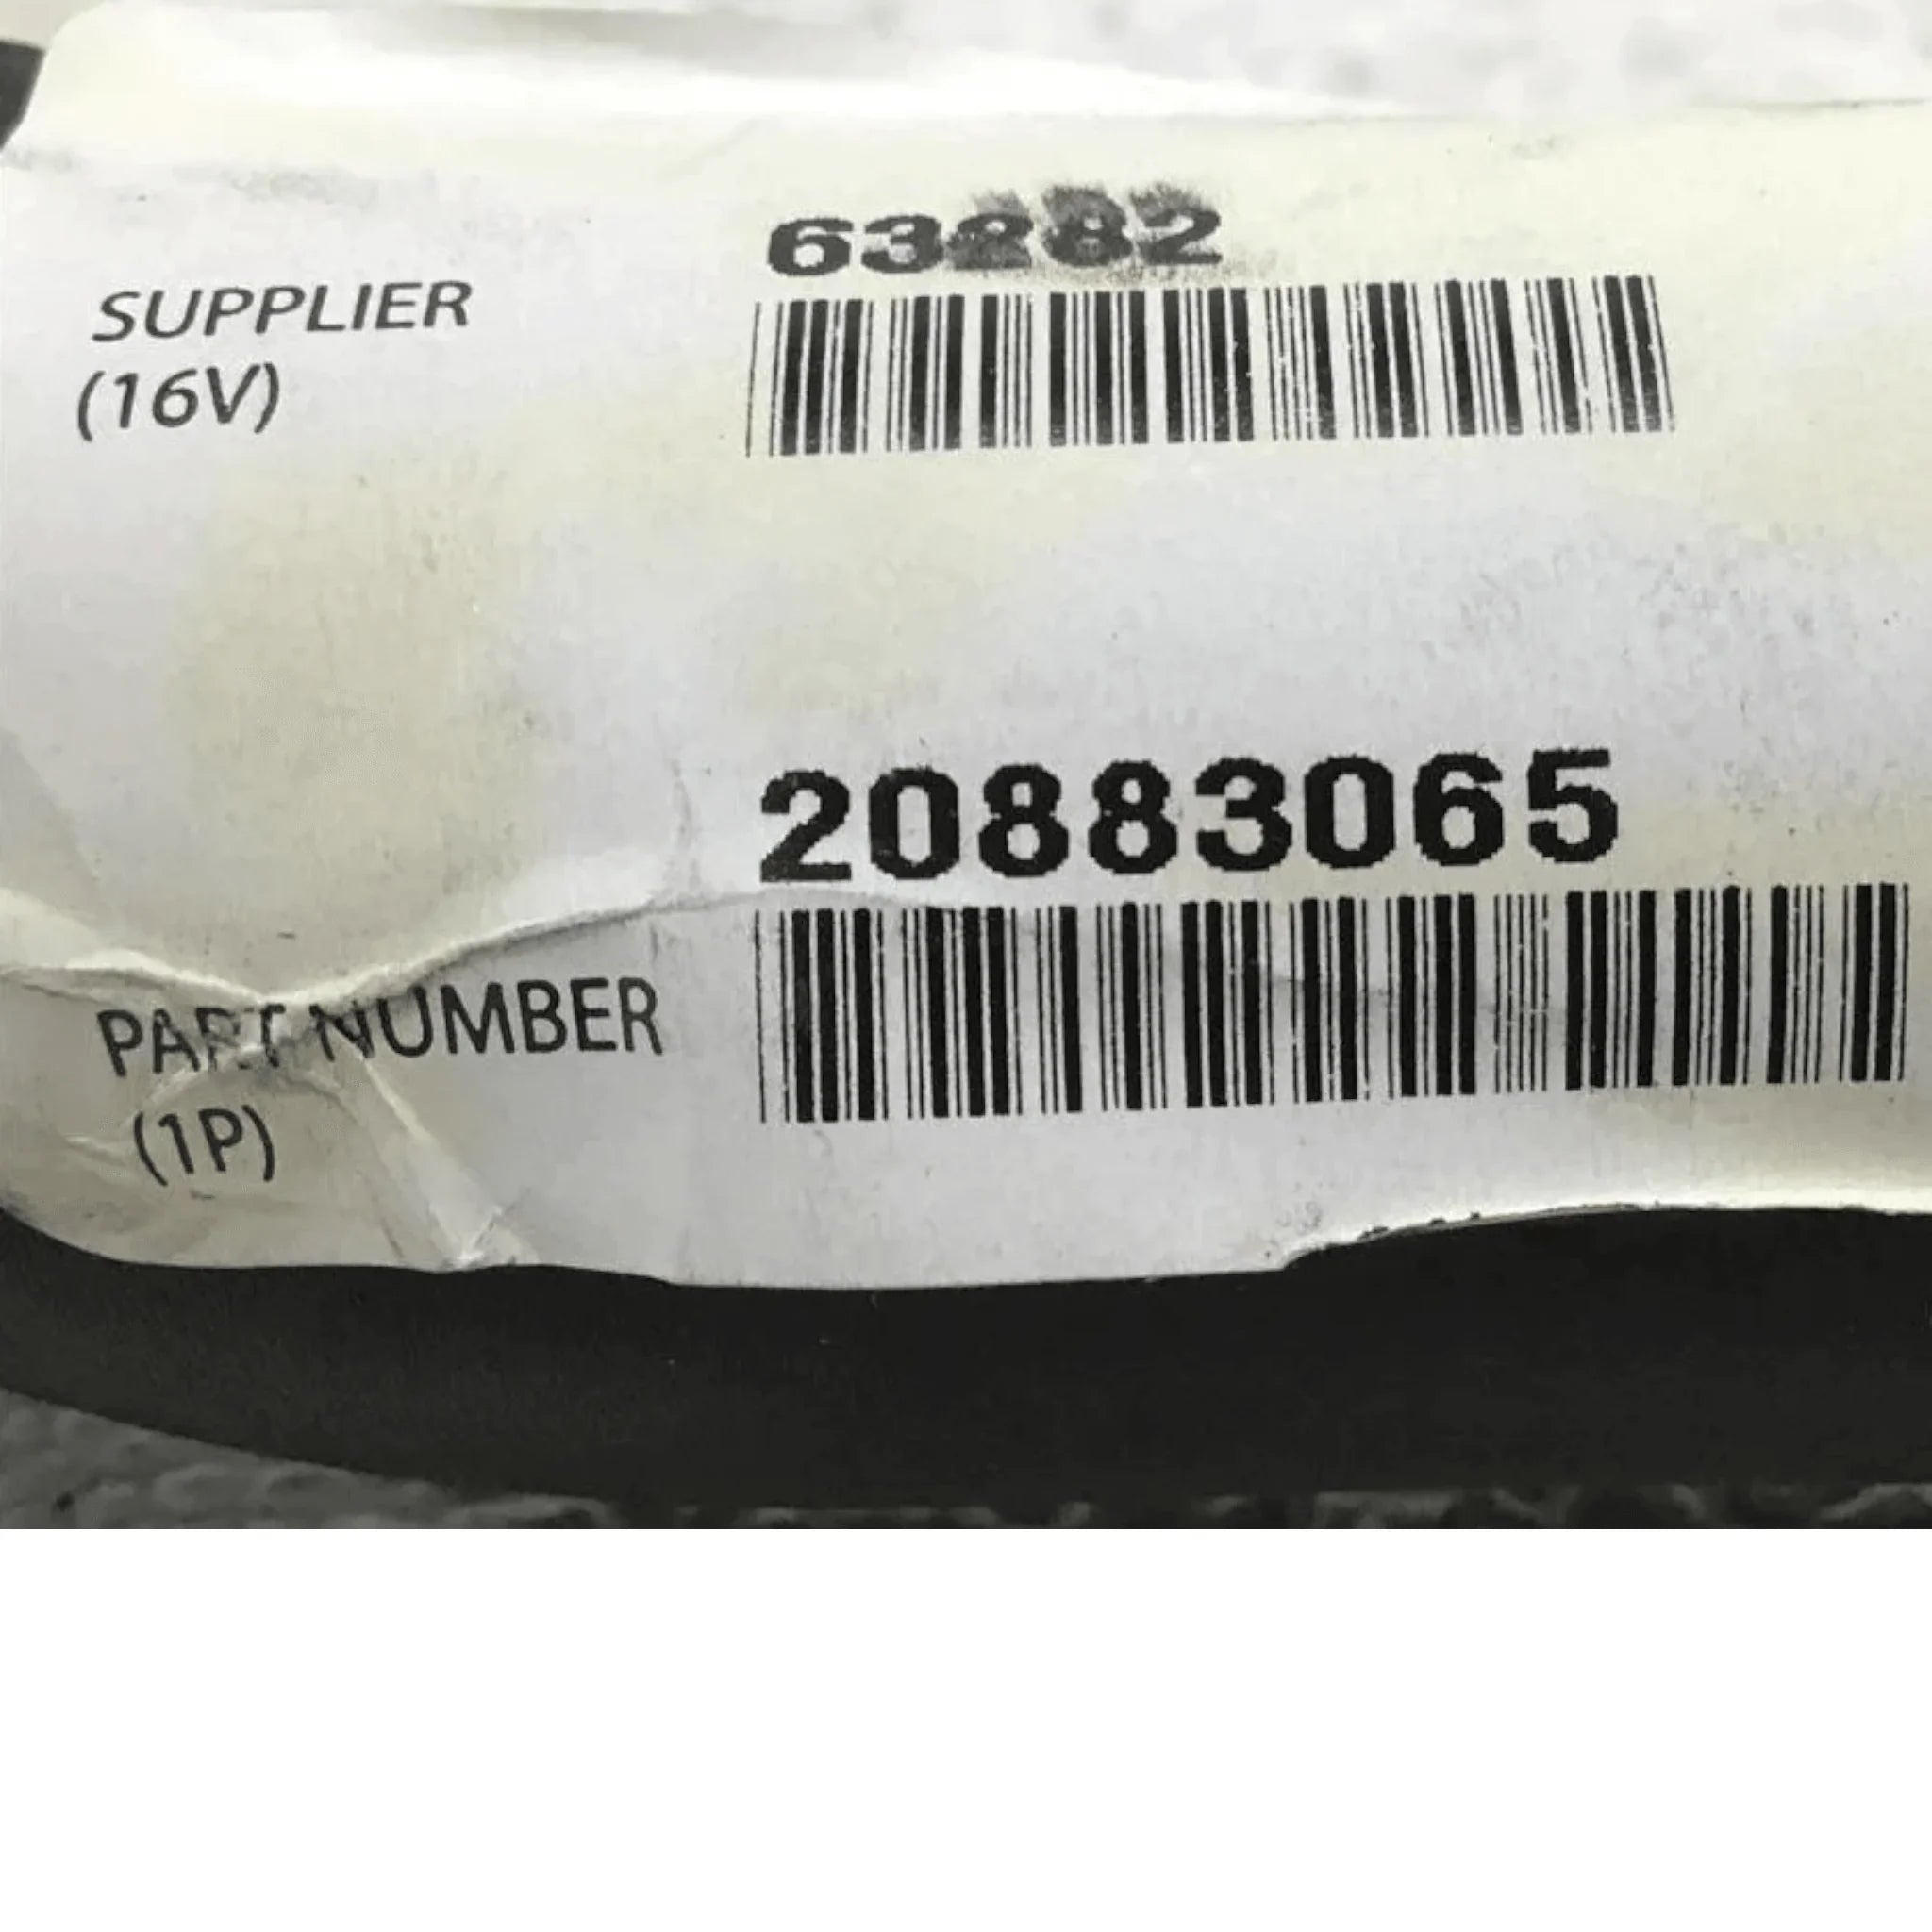 63282
SUPPLIER
(16V)
20883065
PART NUMBER
(1P)